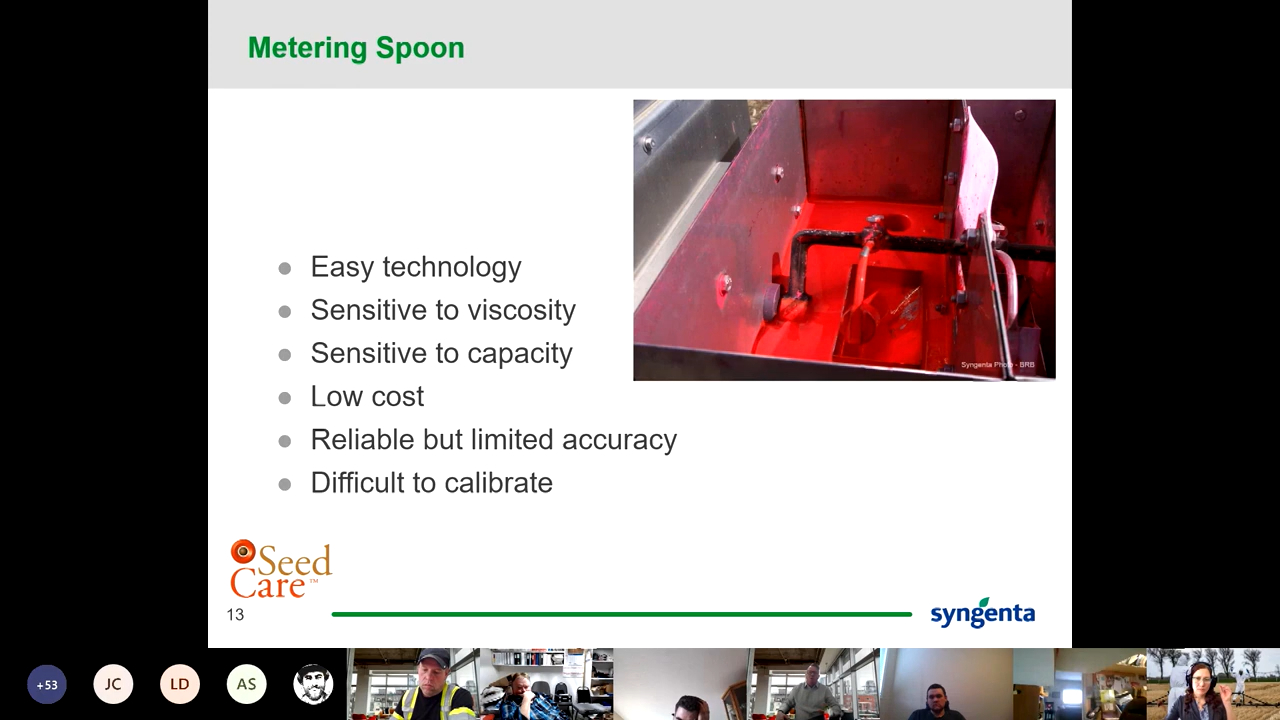 Metering Spoon
Easy technology
Sensitive to viscosity
Sensitive to capacity
Low cost
Reliable but limited accuracy
Difficult to calibrate
Syngenta Photo - BRB
Seed
Care™
13
syngenta
+53
JC
LD
AS